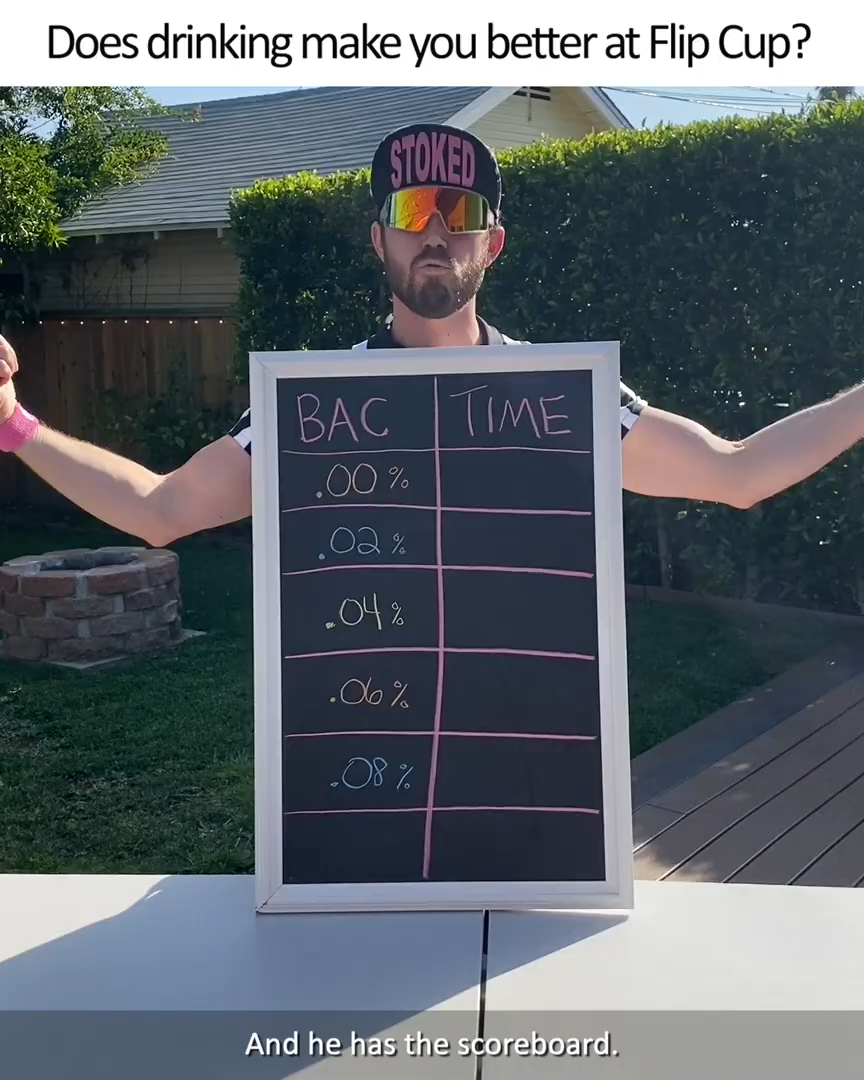 Does drinking make you better at Flip Cup?
STOKED
BAC TIME
.00%
.02%
.04%
.06%
.08%
And he has the scoreboard.